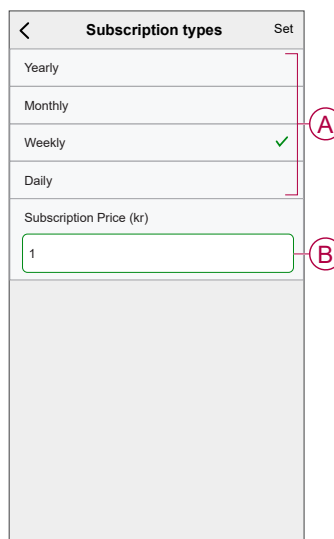 Subscription types Set
Yearly
Monthly
A
Weekly
Daily
Subscription Price (kr)
1
B